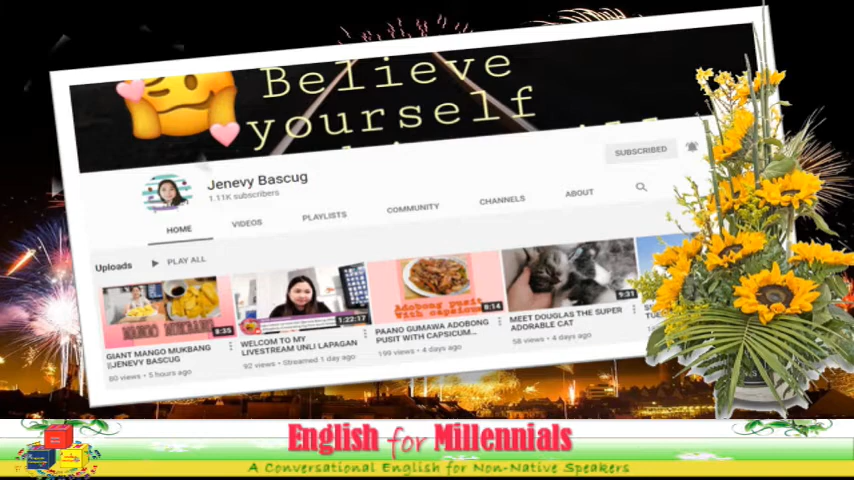 Believe
yourself
Jenevy Bascug
1.11K subscribers
SUBSCRIBED
HOME
VIDEOS
PLAYLISTS
COMMUNITY
CHANNELS
ABOUT
Uploads
PLAY ALL
8:35
GIANT MANGO MUKBANG
||JENEVY BASCUG
80 views • 5 hours ago
1:22:17
WELCOME TO MY
LIVESTREAM UNLI LAPAGAN
92 views • Streamed 1 day ago
Adobong pusit
With capsicum
8:14
PAANO GUMAWA ADOBONG
PUSIT WITH CAPSICUM...
199 views • 4 days ago
9:31
MEET DOUGLAS THE SUPER
ADORABLE CAT
58 views • 4 days ago
English for Millennials
A Conversational English for Non-Native Speakers